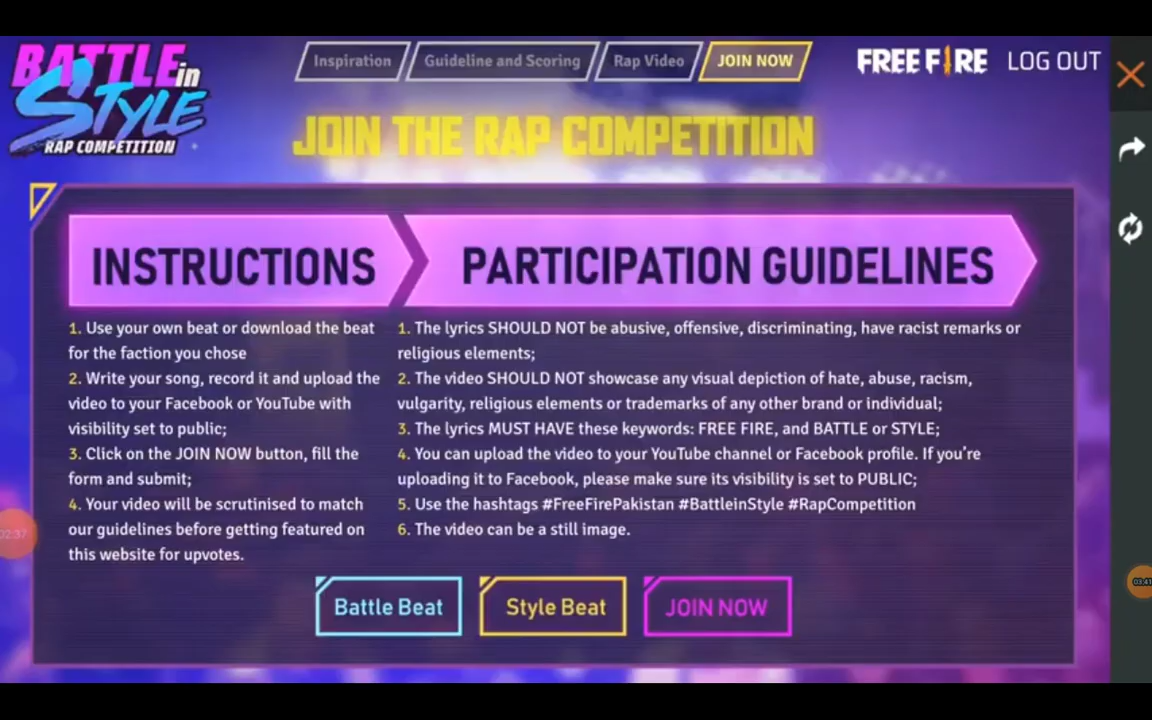 BATTLE in
STYLE
RAP COMPETITION
Inspiration
Guideline and Scoring
Rap Video
JOIN NOW
FREE FIRE
LOG OUT
JOIN THE RAP COMPETITION
INSTRUCTIONS
1. Use your own beat or download the beat
for the faction you chose
2. Write your song, record it and upload the
video to your Facebook or YouTube with
visibility set to public;
3. Click on the JOIN NOW button, fill the
form and submit;
4. Your video will be scrutinised to match
our guidelines before getting featured on
this website for upvotes.
PARTICIPATION GUIDELINES
1. The lyrics SHOULD NOT be abusive, offensive, discriminating, have racist remarks or
religious elements;
2. The video SHOULD NOT showcase any visual depiction of hate, abuse, racism,
vulgarity, religious elements or trademarks of any other brand or individual;
3. The lyrics MUST HAVE these keywords: FREE FIRE, and BATTLE or STYLE;
4. You can upload the video to your YouTube channel or Facebook profile. If you're
uploading it to Facebook, please make sure its visibility is set to PUBLIC;
5. Use the hashtags #FreeFirePakistan #BattleinStyle #RapCompetition
6. The video can be a still image.
Battle Beat
Style Beat
JOIN NOW
02:37
03:41